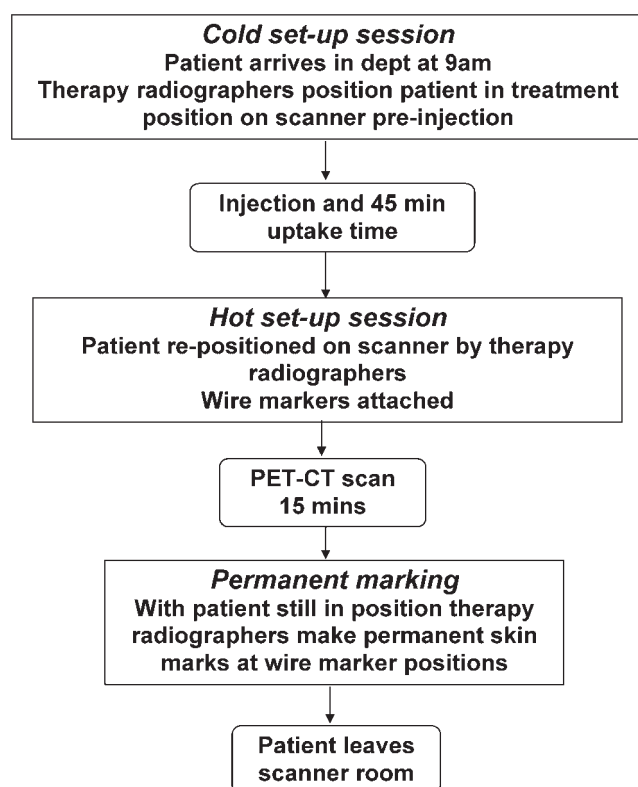 Cold set-up session
Patient arrives in dept at 9am
Therapy radiographers position patient in treatment
position on scanner pre-injection
Injection and 45 min
uptake time
Hot set-up session
Patient re-positioned on scanner by therapy
radiographers
Wire markers attached
PET-CT scan
15 mins
Permanent marking
With patient still in position therapy
radiographers make permanent skin
marks at wire marker positions
Patient leaves
scanner room